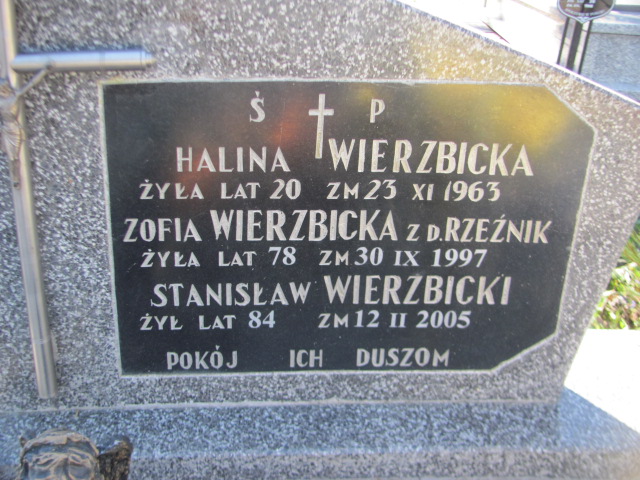 Ś P
HALINA WIERZBICKA
ŻYŁA LAT 20 ZM 23 XI 1963
ZOFIA WIERZBICKA Z D. RZEŹNIK
ŻYŁA LAT 78 ZM 30 IX 1997
STANISŁAW WIERZBICKI
ŻYŁ LAT 84 ZM 12 II 2005
POKÓJ ICH DUSZOM